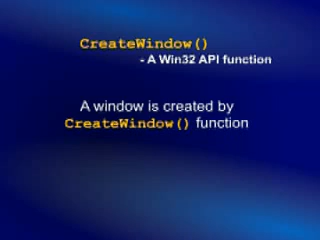 CreateWindow()
- A Win32 API function
A window is created by
CreateWindow() function